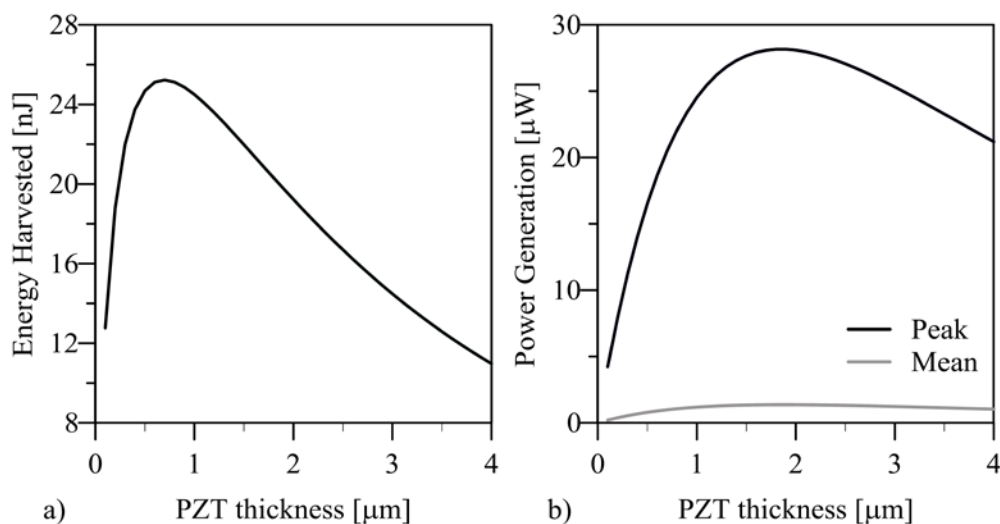 28
24
20
16
12
8
Energy Harvested [nJ]
0
1
2
3
4
a)
PZT thickness [μm]
30
20
10
0
Power Generation [μW]
Peak
Mean
0
1
2
3
4
b)
PZT thickness [μm]